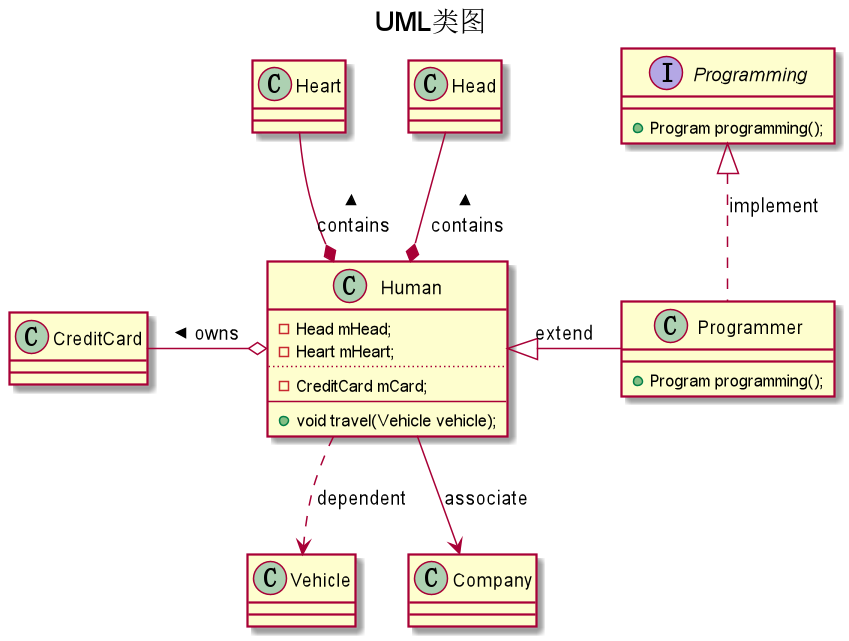 UML类图
C Heart
C Head
I Programming
Program programming();
implement
contains
contains
C Human
Head mHead;
Heart mHeart;
CreditCard mCard;
void travel(Vehicle vehicle);
C CreditCard
owns
extend
C Programmer
Program programming();
dependent
associate
C Vehicle
C Company